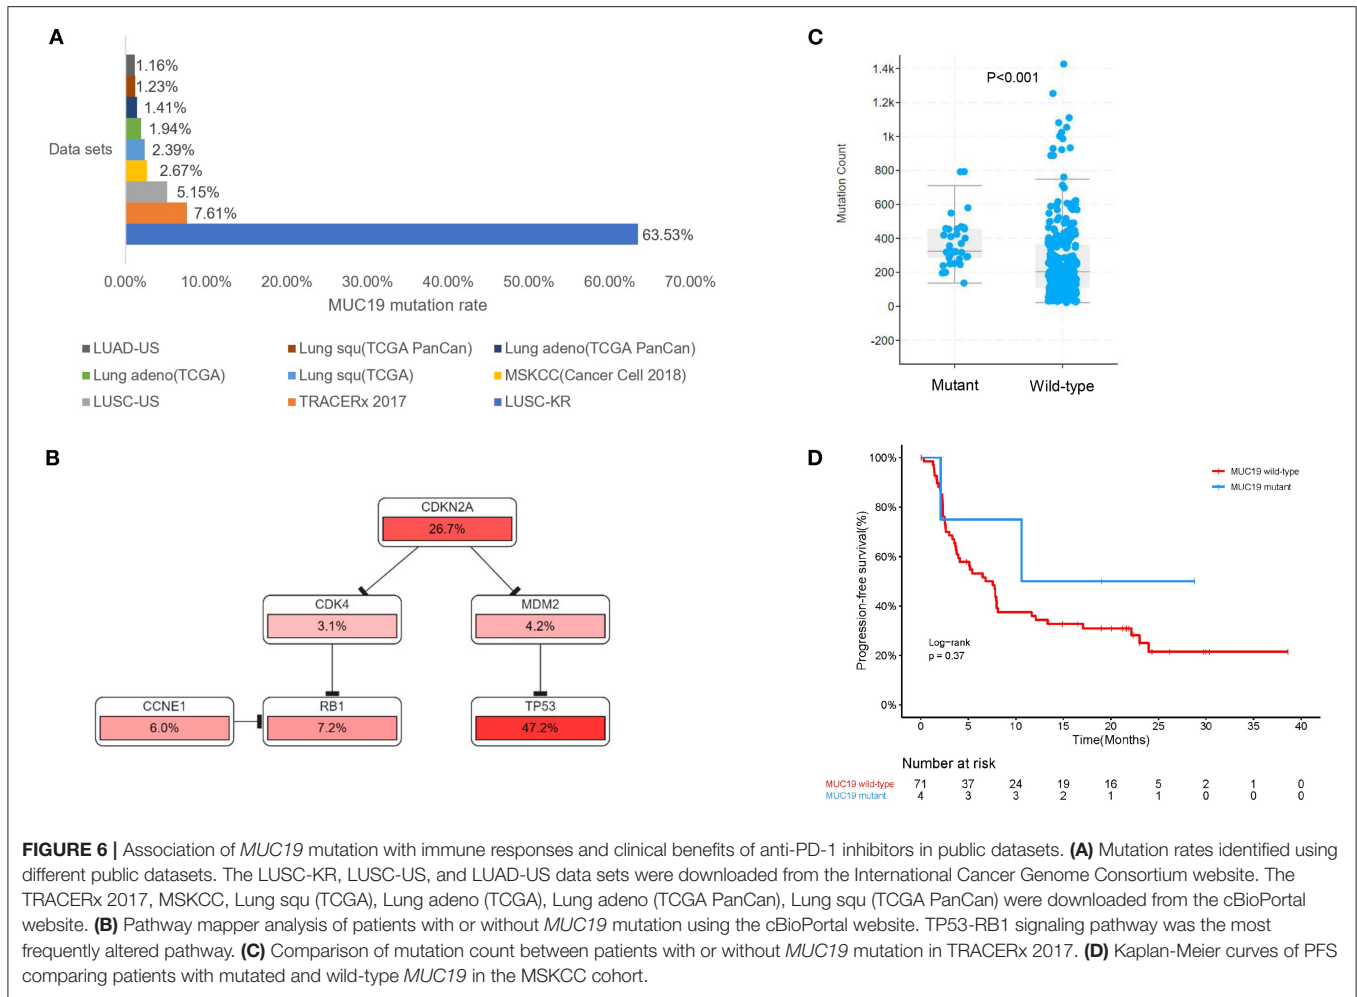 A
1.16%
1.23%
1.41%
1.94%
Data sets
2.39%
2.67%
5.15%
7.61%
63.53%
0.00% 10.00% 20.00% 30.00% 40.00% 50.00% 60.00% 70.00%
MUC19 mutation rate
LUAD-US Lung squ(TCGA PanCan) Lung adeno(TCGA PanCan)
Lung adeno(TCGA) Lung squ(TCGA) MSKCC(Cancer Cell 2018)
LUSC-US TRACERx 2017 LUSC-KR
B
CDKN2A
26.7%
CDK4 MDM2
3.1% 4.2%
CCNE1 RB1 TP53
6.0% 7.2% 47.2%
C
P<0.001
Mutation Count
1.4k
1.2k
1k
800
600
400
200
0
-200
Mutant Wild-type
D
Progression-free survival(%)
100%
80%
60%
40%
20%
0%
MUC19 wild-type
MUC19 mutant
Log-rank
p = 0.37
0 5 10 15 20 25 30 35 40
Time(Months)
Number at risk
MUC19 wild-type 71 37 24 19 16 5 2 1 0
MUC19 mutant 4 3 3 2 1 1 0 0 0
FIGURE 6 | Association of MUC19 mutation with immune responses and clinical benefits of anti-PD-1 inhibitors in public datasets. (A) Mutation rates identified using
different public datasets. The LUSC-KR, LUSC-US, and LUAD-US data sets were downloaded from the International Cancer Genome Consortium website. The
TRACERx 2017, MSKCC, Lung squ (TCGA), Lung adeno (TCGA), Lung adeno (TCGA PanCan), Lung squ (TCGA PanCan) were downloaded from the cBioPortal
website. (B) Pathway mapper analysis of patients with or without MUC19 mutation using the cBioPortal website. TP53-RB1 signaling pathway was the most
frequently altered pathway. (C) Comparison of mutation count between patients with or without MUC19 mutation in TRACERx 2017. (D) Kaplan-Meier curves of PFS
comparing patients with mutated and wild-type MUC19 in the MSKCC cohort.